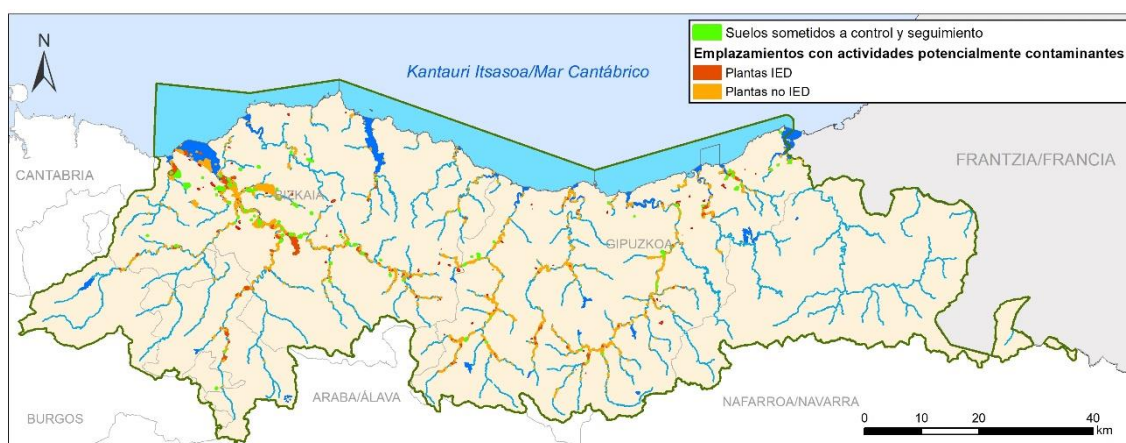 N
Kantauri Itsasoa/Mar Cantábrico
Suelos sometidos a control y seguimiento
Emplazamientos con actividades potencialmente contaminantes
Plantas IED
Plantas no IED
CANTABRIA
BIZKAIA
GIPUZKOA
FRANTZIA/FRANCIA
ARABA/ÁLAVA
NAFARROA/NAVARRA
BURGOS
0 10 20 40
km